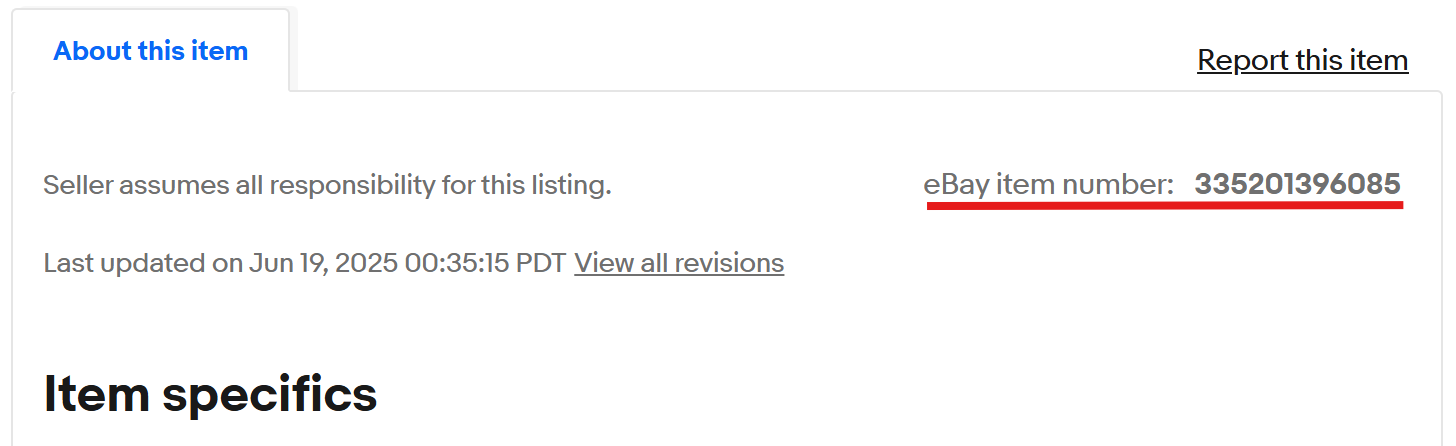 About this item
Report this item
Seller assumes all responsibility for this listing.
eBay item number: 335201396085
Last updated on Jun 19, 2025 00:35:15 PDT View all revisions
Item specifics